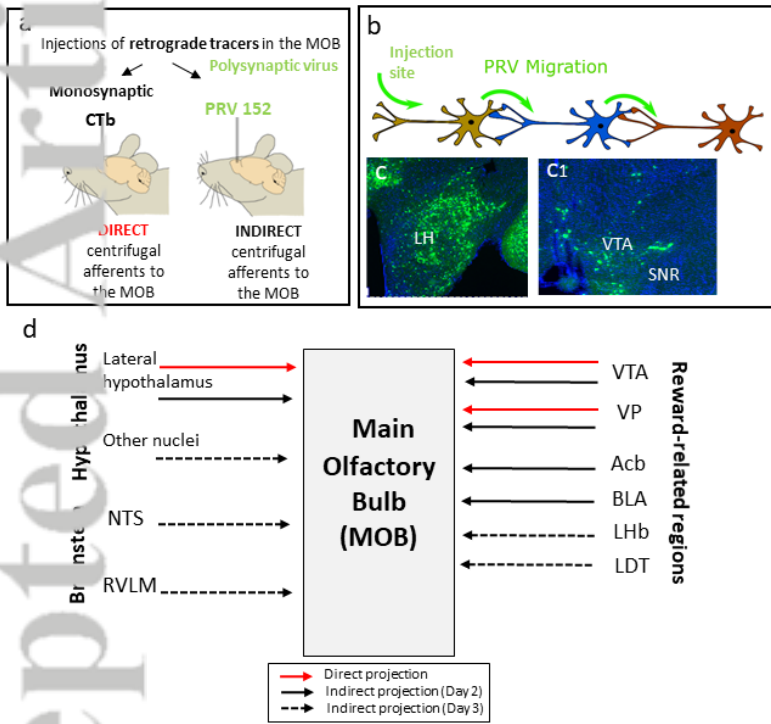 a
Injections of retrograde tracers in the MOB
Polysynaptic virus
Monosynaptic
CTb
PRV 152
DIRECT
centrifugal
afferents to
the MOB
INDIRECT
centrifugal
afferents to
the MOB
b
Injection
site
PRV Migration
c
LH
C1
VTA
SNR
d
Hypothalamus
Lateral
hypothalamus
Other nuclei
NTS
RVLM
Main
Olfactory
Bulb
(MOB)
VTA
VP
Acb
BLA
LHb
LDT
Reward-related regions
Direct projection
Indirect projection (Day 2)
Indirect projection (Day 3)
Arti
epted